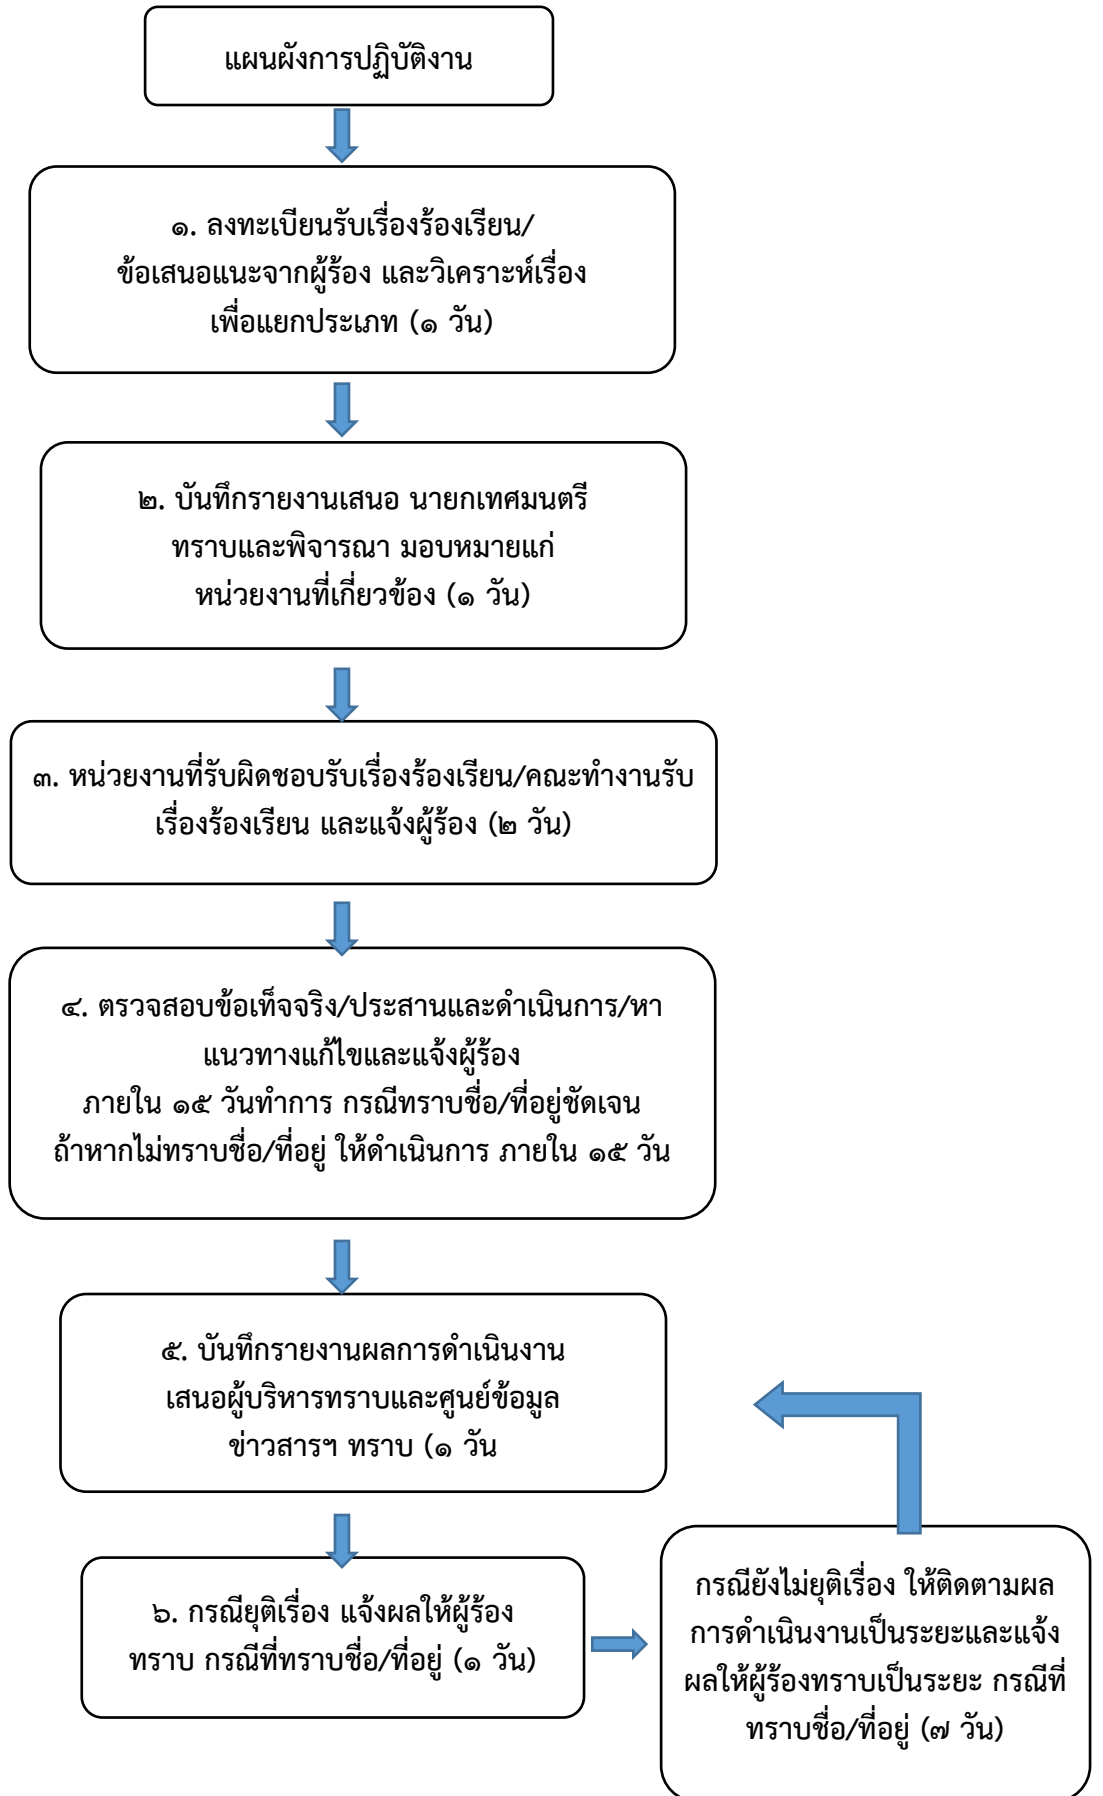 แผนผังการปฏิบัติงาน
๑. ลงทะเบียนรับเรื่องร้องเรียน/
ข้อเสนอแนะจากผู้ร้อง และวิเคราะห์เรื่อง
เพื่อแยกประเภท (๑ วัน)
๒. บันทึกรายงานเสนอ นายกเทศมนตรี
ทราบและพิจารณา มอบหมายแก่
หน่วยงานที่เกี่ยวข้อง (๑ วัน)
๓. หน่วยงานที่รับผิดชอบรับเรื่องร้องเรียน/คณะทำงานรับ
เรื่องร้องเรียน และแจ้งผู้ร้อง (๒ วัน)
๔. ตรวจสอบข้อเท็จจริง/ประสานและดำเนินการ/หา
แนวทางแก้ไขและแจ้งผู้ร้อง
ภายใน ๑๕ วันทำการ กรณีทราบชื่อ/ที่อยู่ชัดเจน
ถ้าหากไม่ทราบชื่อ/ที่อยู่ ให้ดำเนินการ ภายใน ๑๕ วัน
๕. บันทึกรายงานผลการดำเนินงาน
เสนอผู้บริหารทราบและศูนย์ข้อมูล
ข่าวสารฯ ทราบ (๑ วัน
๖. กรณียุติเรื่อง แจ้งผลให้ผู้ร้อง
ทราบ กรณีที่ทราบชื่อ/ที่อยู่ (๑ วัน)
กรณียังไม่ยุติเรื่อง ให้ติดตามผล
การดำเนินงานเป็นระยะและแจ้ง
ผลให้ผู้ร้องทราบเป็นระยะ กรณีที่
ทราบชื่อ/ที่อยู่ (๗ วัน)